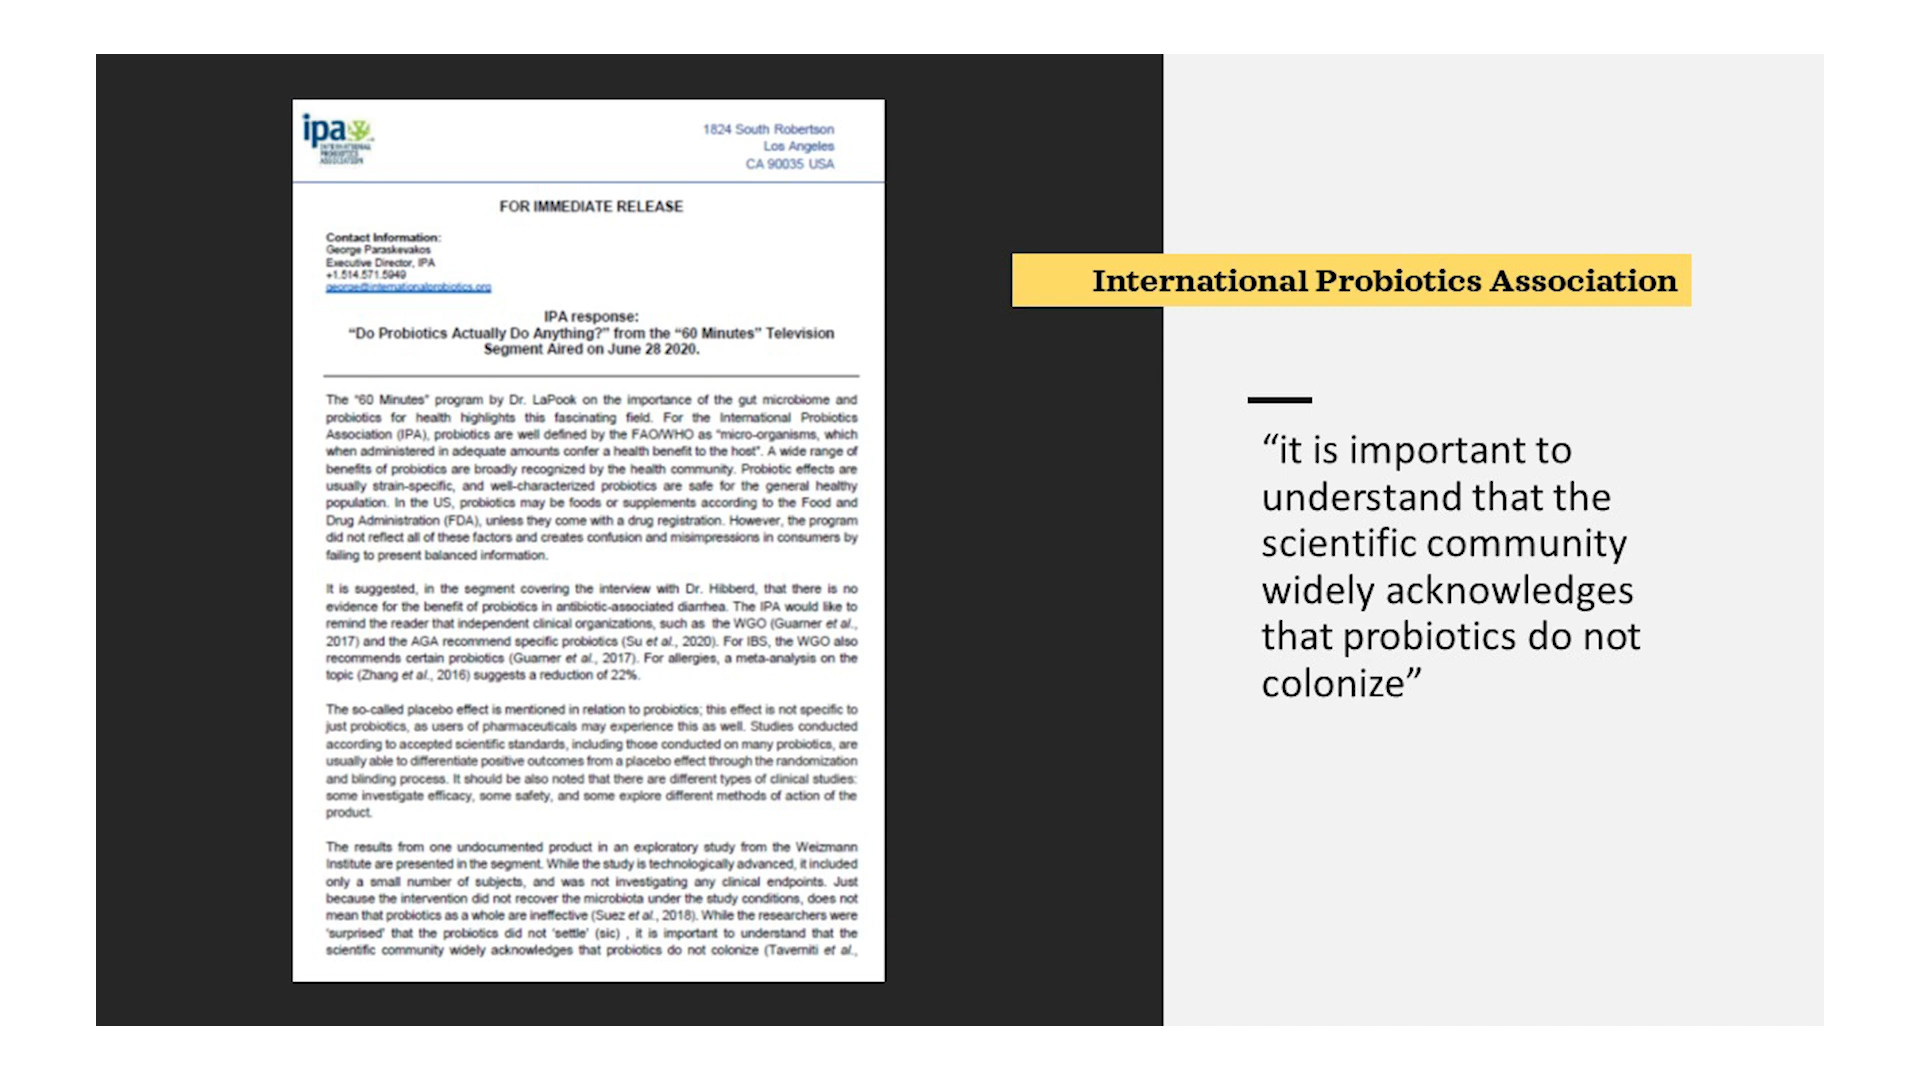 ipa
INTERNATIONAL
PROBIOTICS
ASSOCIATION
1824 South Robertson
Los Angeles
CA 90035 USA
FOR IMMEDIATE RELEASE
Contact Information:
George Paraskevakos
Executive Director, IPA
+1.514.571.5949
george@internationalprobiotics.org
IPA response:
“Do Probiotics Actually Do Anything?” from the “60 Minutes” Television
Segment Aired on June 28 2020.
The “60 Minutes” program by Dr. LaPook on the importance of the gut microbiome and
probiotics for health highlights this fascinating field. For the International Probiotics
Association (IPA), probiotics are well defined by the FAO/WHO as “micro-organisms, which
when administered in adequate amounts confer a health benefit to the host”. A wide range of
benefits of probiotics are broadly recognized by the health community. Probiotic effects are
usually strain-specific, and well-characterized probiotics are safe for the general healthy
population. In the US, probiotics may be foods or supplements according to the Food and
Drug Administration (FDA), unless they come with a drug registration. However, the program
did not reflect all of these factors and creates confusion and misimpressions in consumers by
failing to present balanced information.
It is suggested, in the segment covering the interview with Dr. Hibberd, that there is no
evidence for the benefit of probiotics in antibiotic-associated diarrhea. The IPA would like to
remind the reader that independent clinical organizations, such as the WGO (Guarner et al.,
2017) and the AGA recommend specific probiotics (Su et al., 2020). For IBS, the WGO also
recommends certain probiotics (Guarner et al., 2017). For allergies, a meta-analysis on the
topic (Zhang et al., 2016) suggests a reduction of 22%.
The so-called placebo effect is mentioned in relation to probiotics; this effect is not specific to
just probiotics, as users of pharmaceuticals may experience this as well. Studies conducted
according to accepted scientific standards, including those conducted on many probiotics, are
usually able to differentiate positive outcomes from a placebo effect through the randomization
and blinding process. It should be also noted that there are different types of clinical studies:
some investigate efficacy, some safety, and some explore different methods of action of the
product.
The results from one undocumented product in an exploratory study from the Weizmann
Institute are presented in the segment. While the study is technologically advanced, it included
only a small number of subjects, and was not investigating any clinical endpoints. Just
because the intervention did not recover the microbiota under the study conditions, does not
mean that probiotics as a whole are ineffective (Suez et al., 2018). While the researchers were
‘surprised’ that the probiotics did not ‘settle’ (sic) , it is important to understand that the
scientific community widely acknowledges that probiotics do not colonize (Taverniti et al.,
International Probiotics Association
“it is important to
understand that the
scientific community
widely acknowledges
that probiotics do not
colonize”